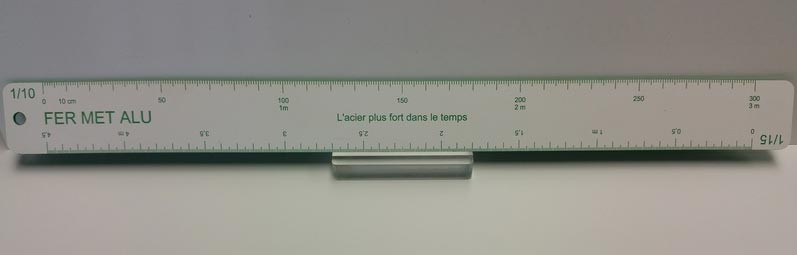 1/10
0 10 cm 50 100 150 200 250 300
1m 2 m 3 m
FER MET ALU
L'acier plus fort dans le temps
4,5 4 m 3,5 3 2,5 2 1,5 1 m 0,5 0
1/15